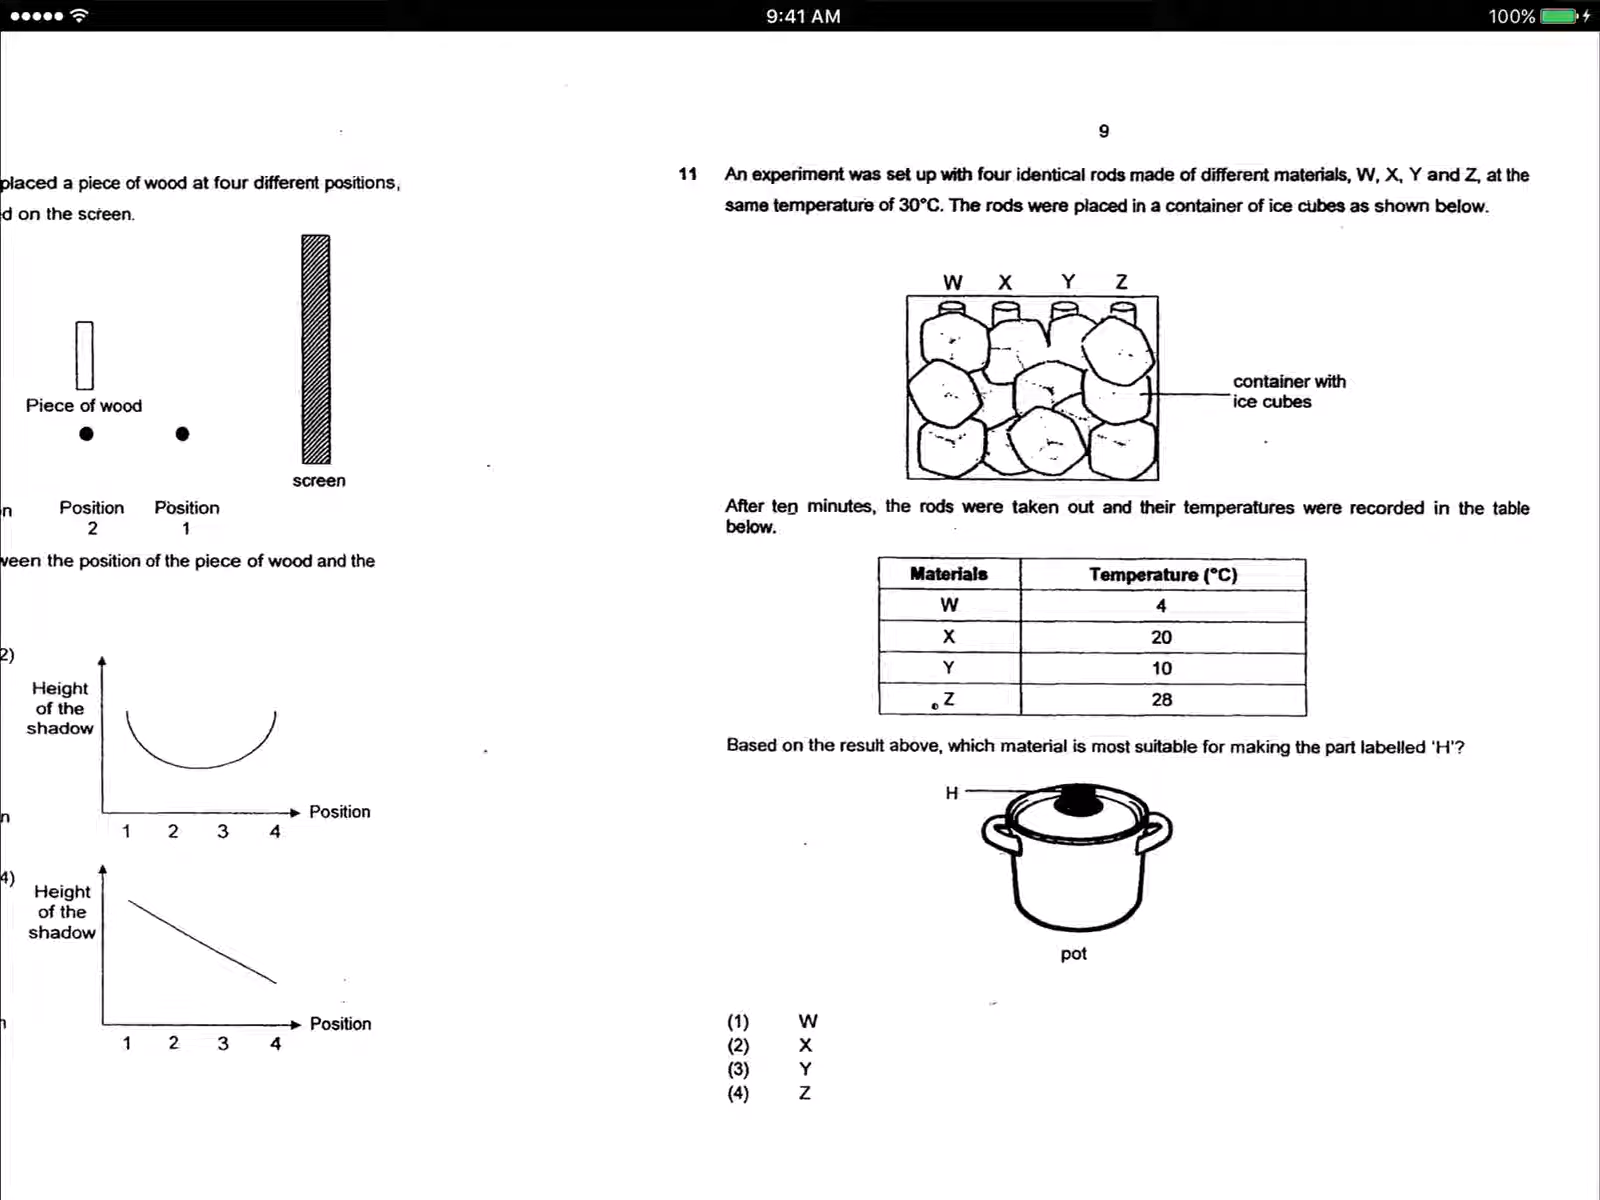 9:41 AM
100%
placed a piece of wood at four different positions,
d on the screen.
Piece of wood
screen
n
Position
2
Position
1
ween the position of the piece of wood and the
2)
Height
of the
shadow
Position
1 2 3 4
n
4)
Height
of the
shadow
Position
1 2 3 4
9
11 An experiment was set up with four identical rods made of different materials, W, X, Y and Z, at the
same temperature of 30°C. The rods were placed in a container of ice cubes as shown below.
W X Y Z
container with
ice cubes
After ten minutes, the rods were taken out and their temperatures were recorded in the table
below.
Materials Temperature (°C)
W 4
X 20
Y 10
Z 28
Based on the result above, which material is most suitable for making the part labelled 'H'?
H
pot
(1) W
(2) X
(3) Y
(4) Z